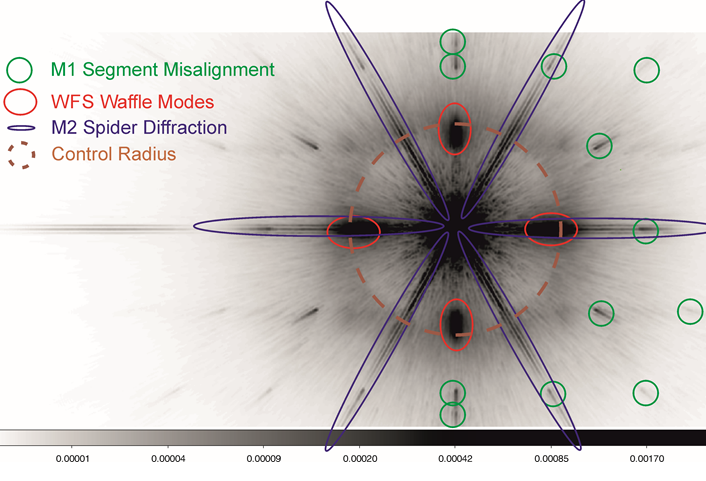 M1 Segment Misalignment
WFS Waffle Modes
M2 Spider Diffraction
Control Radius
0.00001 0.00004 0.00009 0.00020 0.00042 0.00085 0.00170